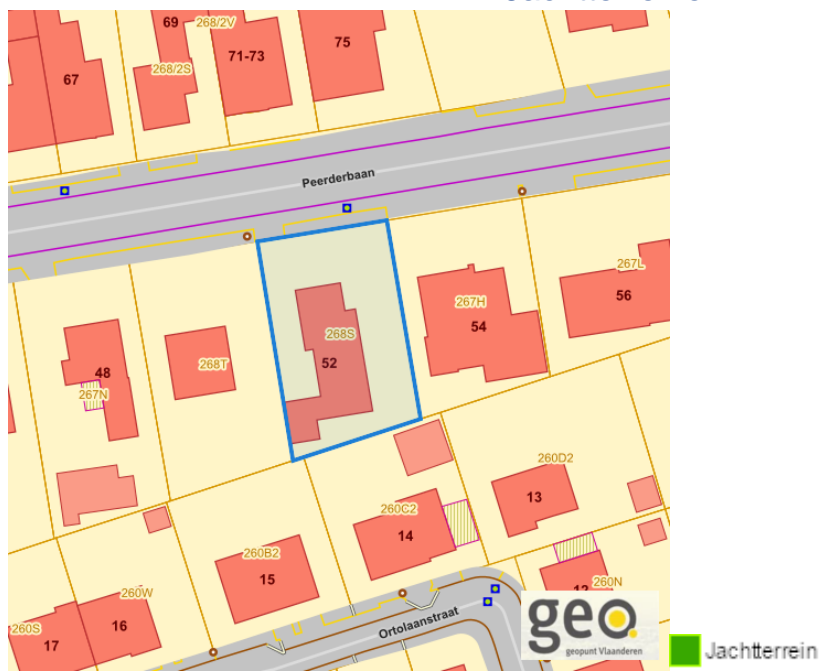 69
268/2V
71-73
75
67
268/2S
Peerderbaan
267L
56
267H
54
268S
52
268T
48
267N
260D2
13
260C2
14
260B2
15
260W
16
260S
17
260N
Ortolaanstraat
geo
geopunt Vlaanderen
Jachtterrein